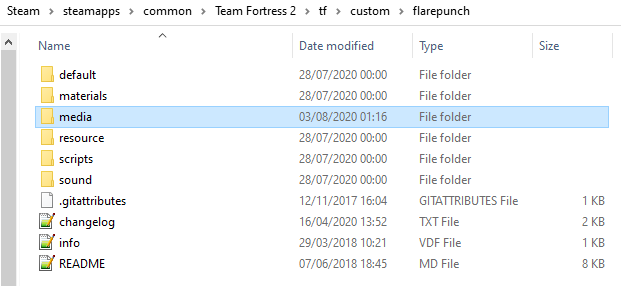 Steam > steamapps > common > Team Fortress 2 > tf > custom > flarepunch
Name Date modified Type Size
default 28/07/2020 00:00 File folder
materials 28/07/2020 00:00 File folder
media 03/08/2020 01:16 File folder
resource 28/07/2020 00:00 File folder
scripts 28/07/2020 00:00 File folder
sound 28/07/2020 00:00 File folder
.gitattributes 12/11/2017 16:04 GITATTRIBUTES File 1 KB
changelog 16/04/2020 13:52 TXT File 2 KB
info 29/03/2018 10:21 VDF File 1 KB
README 07/06/2018 18:45 MD File 8 KB